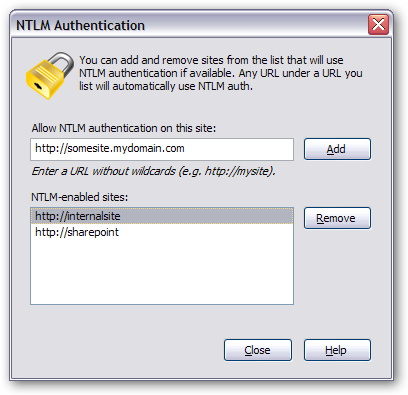 NTLM Authentication
You can add and remove sites from the list that will use
NTLM authentication if available. Any URL under a URL you
list will automatically use NTLM auth.
Allow NTLM authentication on this site:
http://somesite.mydomain.com
Add
Enter a URL without wildcards (e.g. http://mysite).
NTLM-enabled sites:
http://internalsite
Remove
http://sharepoint
Close
Help